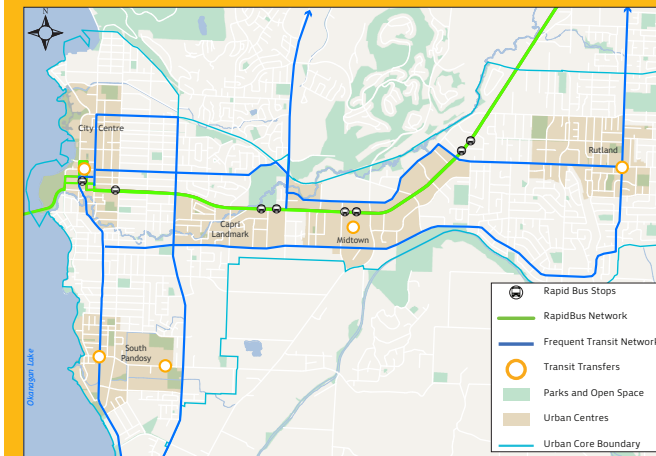 N
City Centre
Rutland
Capri-
Landmark
Midtown
South
Pandosy
Okanagan Lake
Rapid Bus Stops
RapidBus Network
Frequent Transit Network
Transit Transfers
Parks and Open Space
Urban Centres
Urban Core Boundary